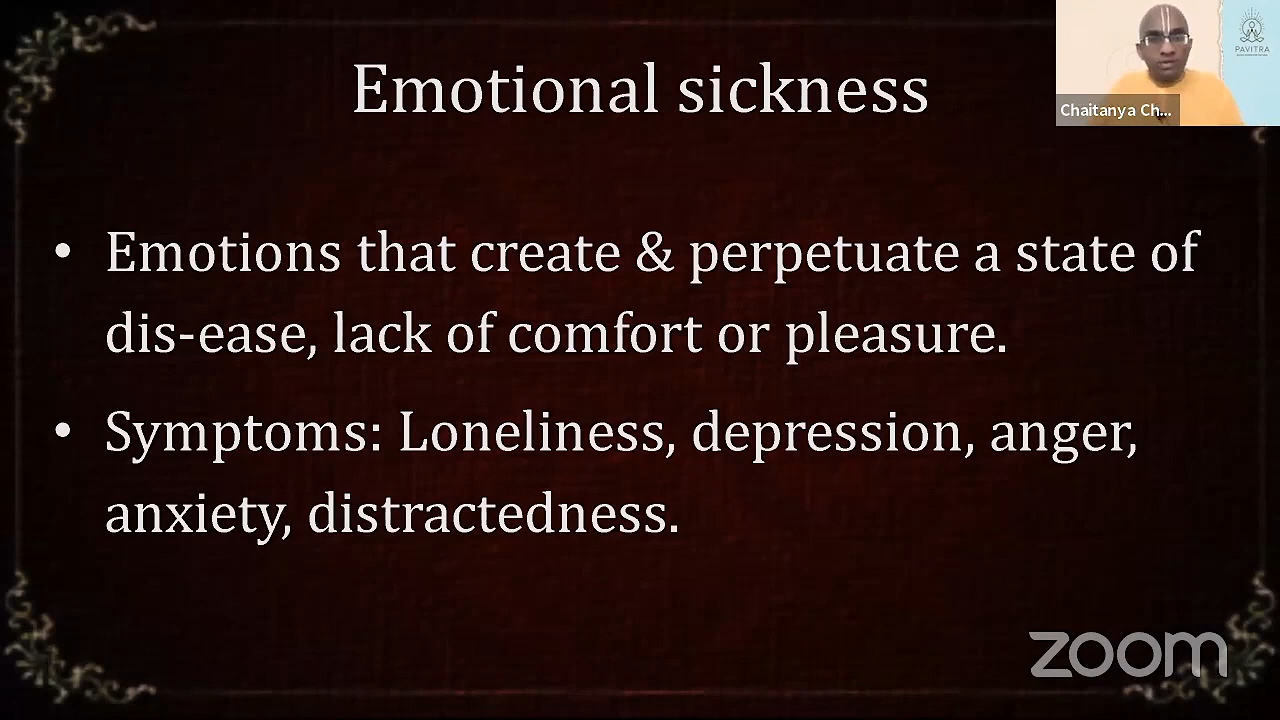 Emotional sickness
PAVITRA
Chaitanya Ch...
• Emotions that create & perpetuate a state of
dis-ease, lack of comfort or pleasure.
• Symptoms: Loneliness, depression, anger,
anxiety, distractedness.
zoom